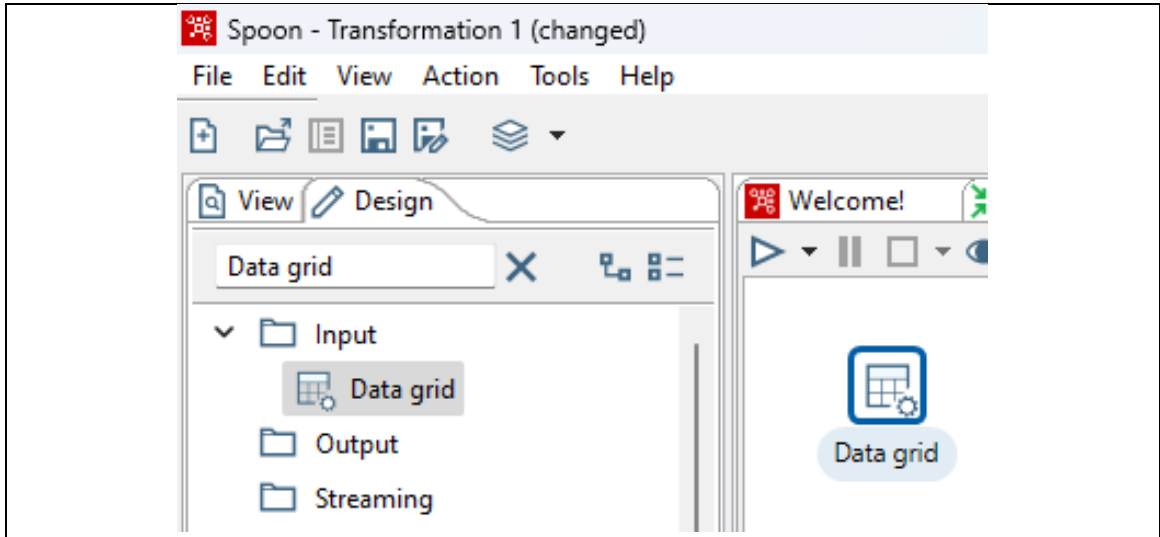 Spoon - Transformation 1 (changed)
File Edit View Action Tools Help
View Design
Welcome!
Data grid
Input
Data grid
Output
Data grid
Streaming